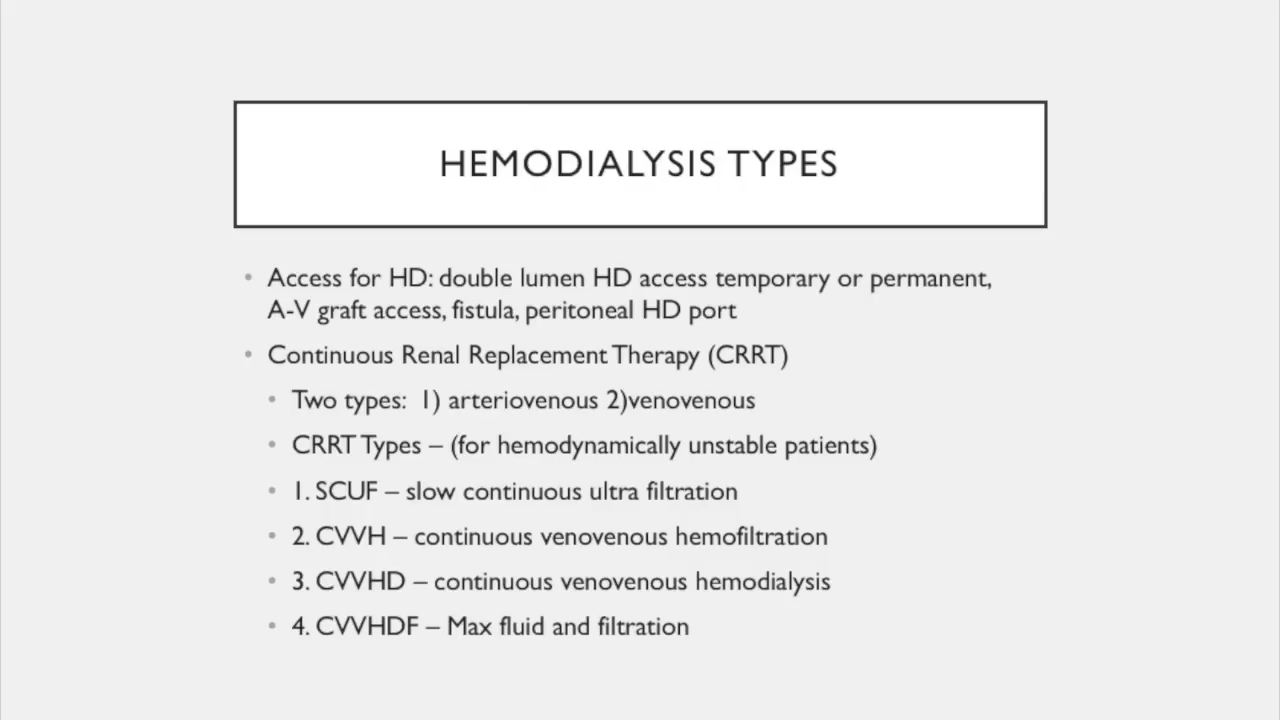 HEMODIALYSIS TYPES
• Access for HD: double lumen HD access temporary or permanent,
A-V graft access, fistula, peritoneal HD port
• Continuous Renal Replacement Therapy (CRRT)
• Two types: 1) arteriovenous 2)venovenous
• CRRT Types – (for hemodynamically unstable patients)
• 1. SCUF – slow continuous ultra filtration
• 2. CVVH – continuous venovenous hemofiltration
• 3. CVVHD – continuous venovenous hemodialysis
• 4. CVVHDF – Max fluid and filtration